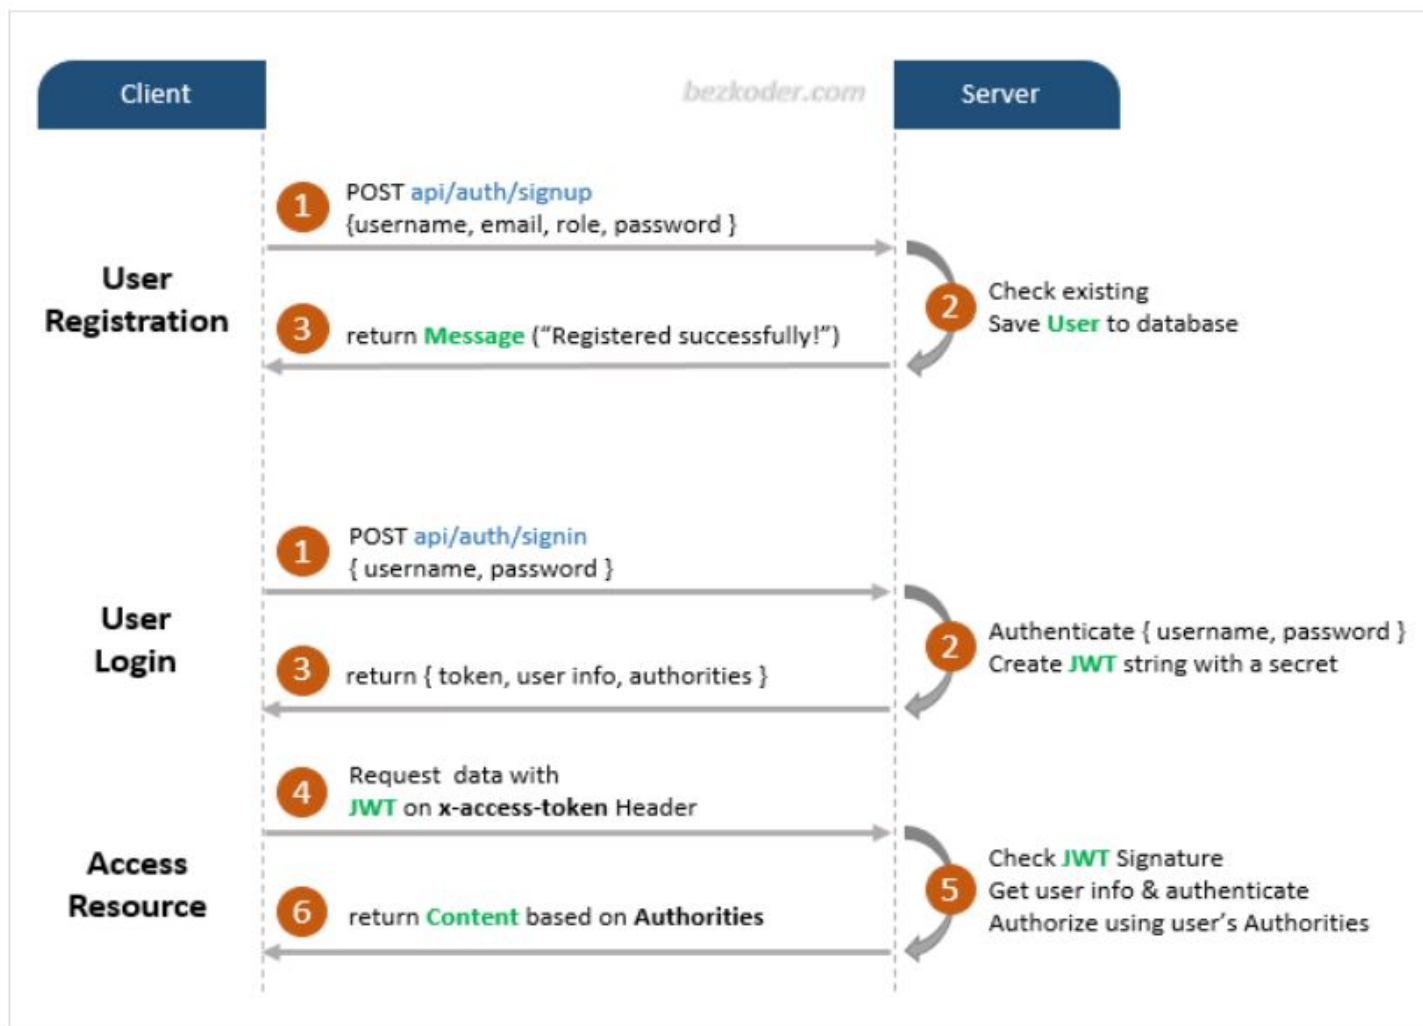 Client
bezkoder.com
Server
1
POST api/auth/signup
{username, email, role, password }
User
Registration
2
Check existing
Save User to database
3
return Message (“Registered successfully!”)
1
POST api/auth/signin
{ username, password }
User
Login
2
Authenticate { username, password }
Create JWT string with a secret
3
return { token, user info, authorities }
4
Request  data with
JWT on x-access-token Header
Access
Resource
5
Check JWT Signature
Get user info & authenticate
Authorize using user’s Authorities
6
return Content based on Authorities